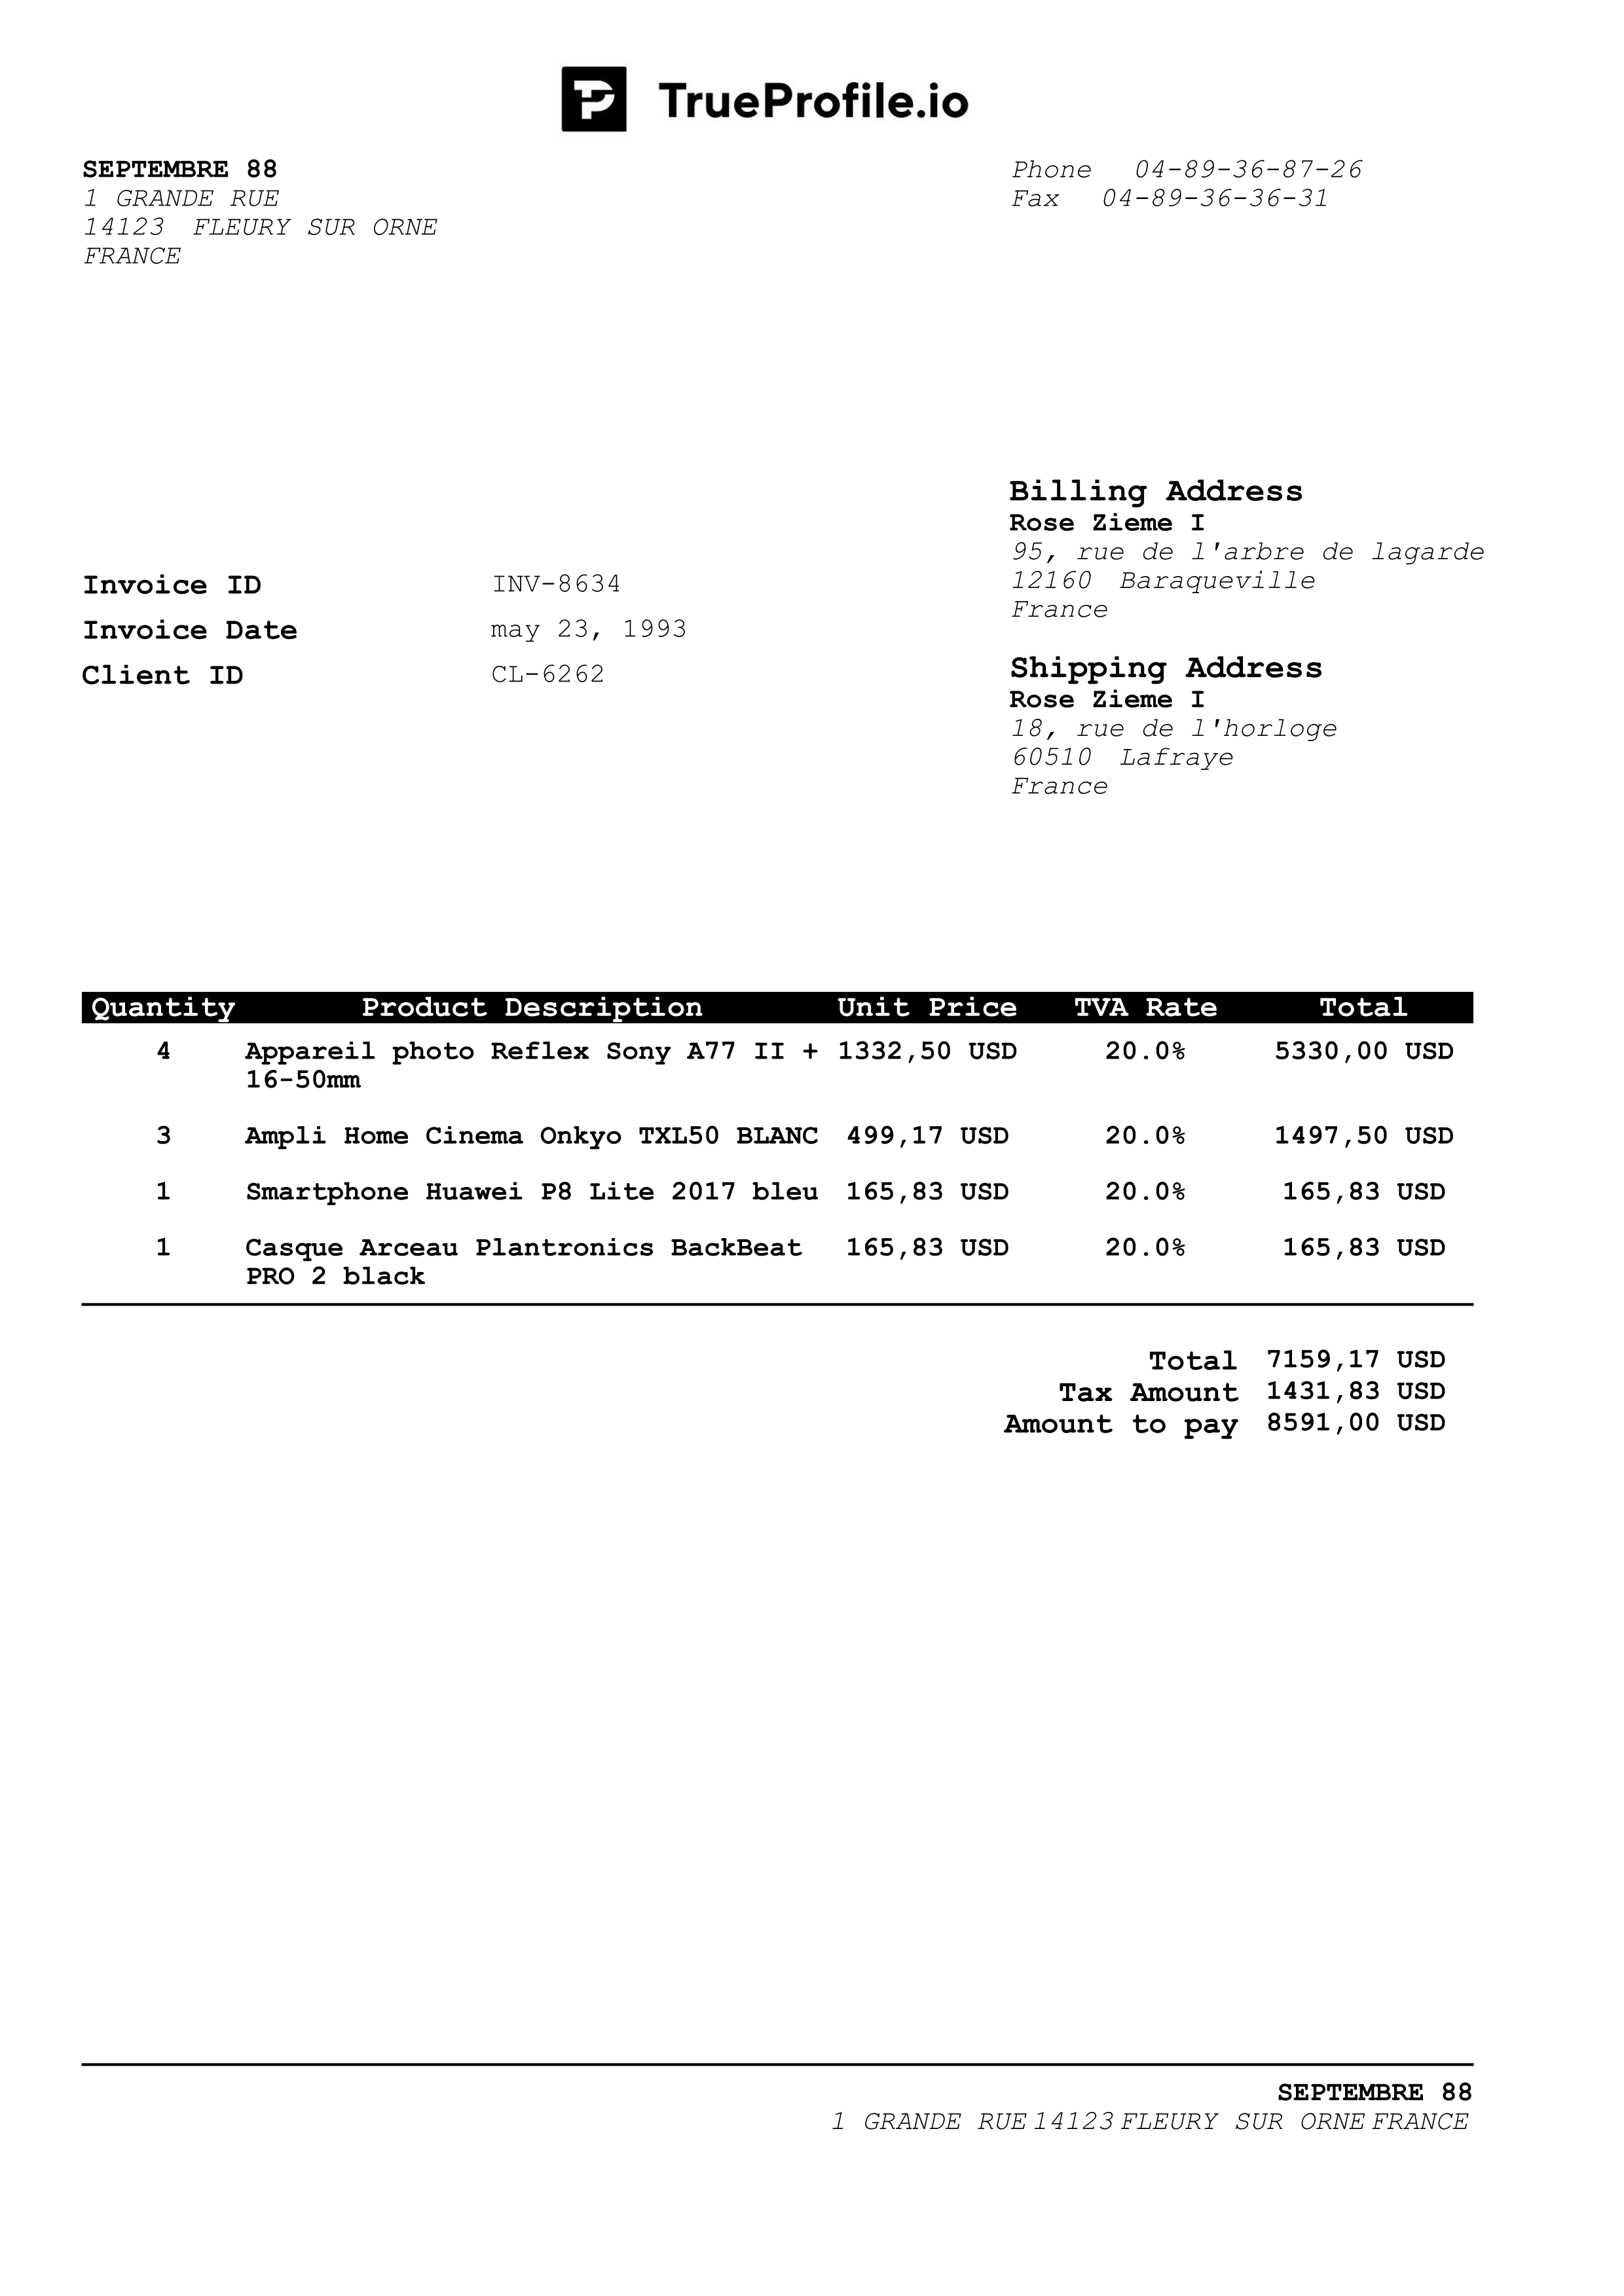 TrueProfile.io
SEPTEMBRE 88
1 GRANDE RUE
14123 FLEURY SUR ORNE
FRANCE
Phone 04-89-36-87-26
Fax 04-89-36-36-31
Billing Address
Rose Zieme I
95, rue de l'arbre de lagarde
12160 Baraqueville
France
Invoice ID INV-8634
Invoice Date may 23, 1993
Client ID CL-6262
Shipping Address
Rose Zieme I
18, rue de l'horloge
60510 Lafraye
France
Quantity Product Description Unit Price TVA Rate Total
4 Appareil photo Reflex Sony A77 II + 1332,50 USD 20.0% 5330,00 USD
16-50mm
3 Ampli Home Cinema Onkyo TXL50 BLANC 499,17 USD 20.0% 1497,50 USD
1 Smartphone Huawei P8 Lite 2017 bleu 165,83 USD 20.0% 165,83 USD
1 Casque Arceau Plantronics BackBeat 165,83 USD 20.0% 165,83 USD
PRO 2 black
Total 7159,17 USD
Tax Amount 1431,83 USD
Amount to pay 8591,00 USD
SEPTEMBRE 88
1 GRANDE RUE 14123 FLEURY SUR ORNE FRANCE